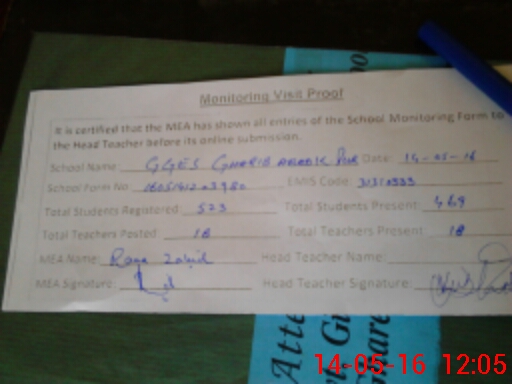 Monitoring Visit Proof
It is certified that the MEA has shown all entries of the School Monitoring Form to
the Head Teacher before its online submission.
School Name: GGES Date: 14-05-16
School Form No EMIS Code: 31310333
Total Students Registered: 523 Total Students Present: 469
Total Teachers Posted: 18 Total Teachers Present: 18
MEA Name: Rana Zahid Head Teacher Name:
MEA Signature: Head Teacher Signature:
14-05-16 12:05